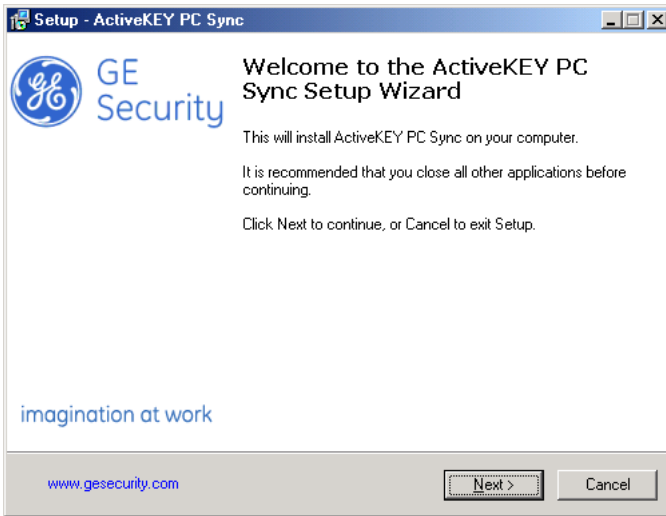 Setup - ActiveKEY PC Sync
GE
Security
Welcome to the ActiveKEY PC
Sync Setup Wizard
This will install ActiveKEY PC Sync on your computer.
It is recommended that you close all other applications before
continuing.
Click Next to continue, or Cancel to exit Setup.
imagination at work
www.gesecurity.com
Next >
Cancel